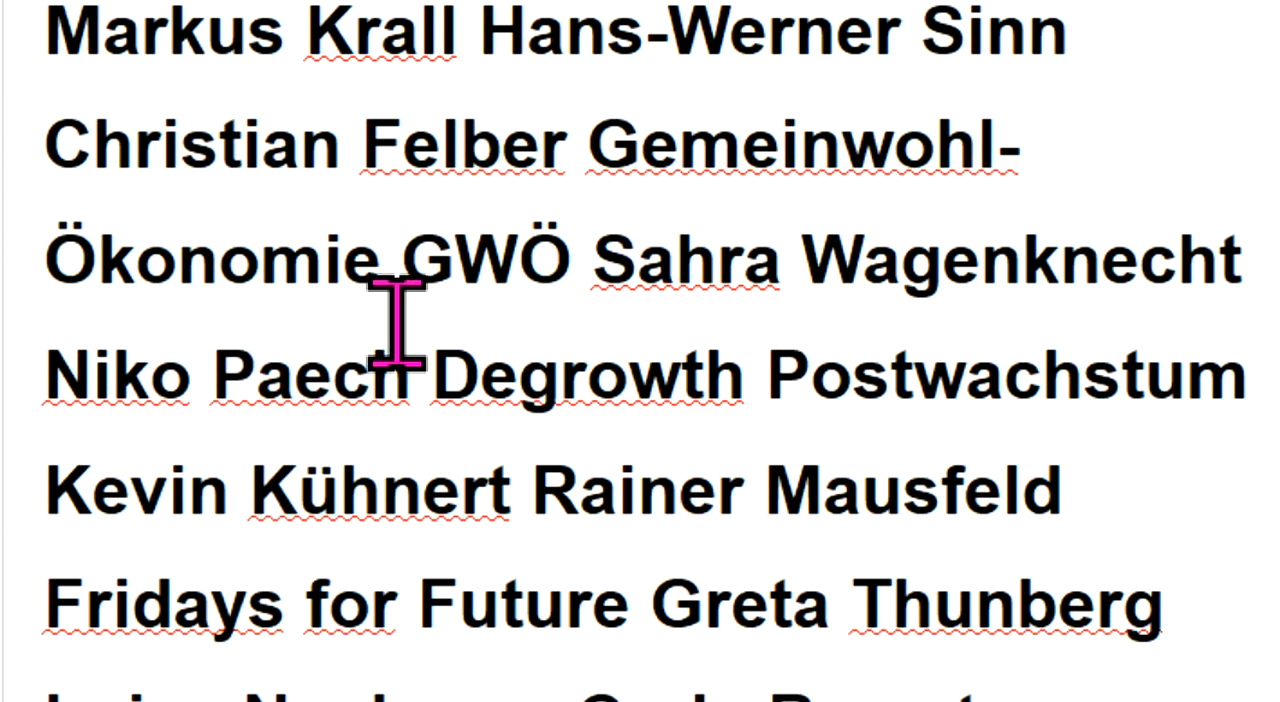 Markus Krall Hans-Werner Sinn
Christian Felber Gemeinwohl-
Ökonomie GWÖ Sahra Wagenknecht
Niko Paech Degrowth Postwachstum
Kevin Kühnert Rainer Mausfeld
Fridays for Future Greta Thunberg